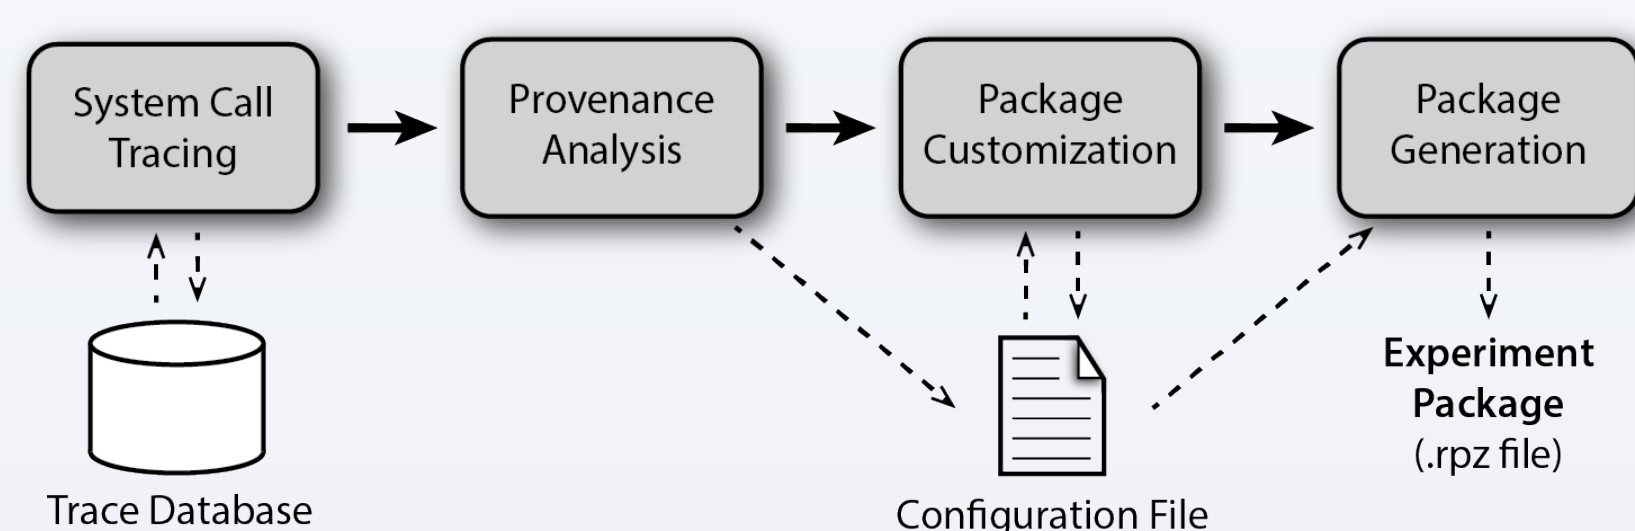 System Call
Tracing
Provenance
Analysis
Package
Customization
Package
Generation
Trace Database
Configuration File
Experiment
Package
(.rpz file)